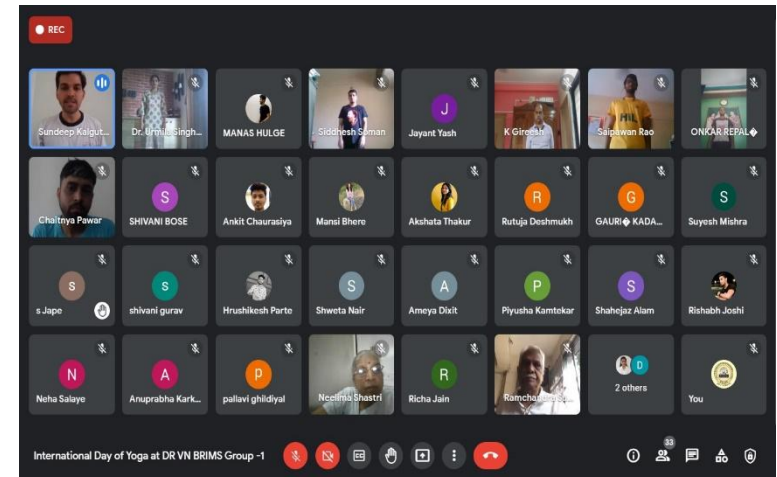 REC
Sundeep Kalgut...
Dr. Urmila Singh...
MANAS HULGE
Siddhesh Soman
J
Jayant Yash
K Gireesh
HIL
Saipawan Rao
ONKAR REPAL�
Chaitnya Pawar
S
SHIVANI BOSE
Ankit Chaurasiya
Mansi Bhere
Akshata Thakur
R
Rutuja Deshmukh
G
GAURI� KADA...
S
Suyesh Mishra
s
s Jape
s
shivani gurav
Hrushikesh Parte
S
Shweta Nair
A
Ameya Dixit
P
Piyusha Kamtekar
S
Shahejaz Alam
Rishabh Joshi
N
Neha Salaye
A
Anuprabha Kark...
p
pallavi ghildiyal
Neelima Shastri
R
Richa Jain
Ramchandra
D
2 others
You
International Day of Yoga at DR VN BRIMS Group -1
CC
33